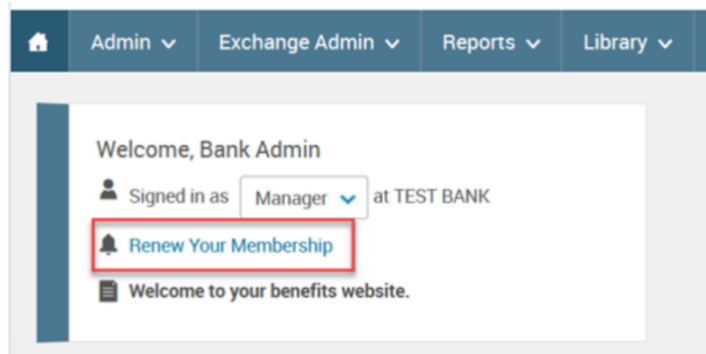 Admin Exchange Admin Reports Library
Welcome, Bank Admin
Signed in as Manager at TEST BANK
Renew Your Membership
Welcome to your benefits website.